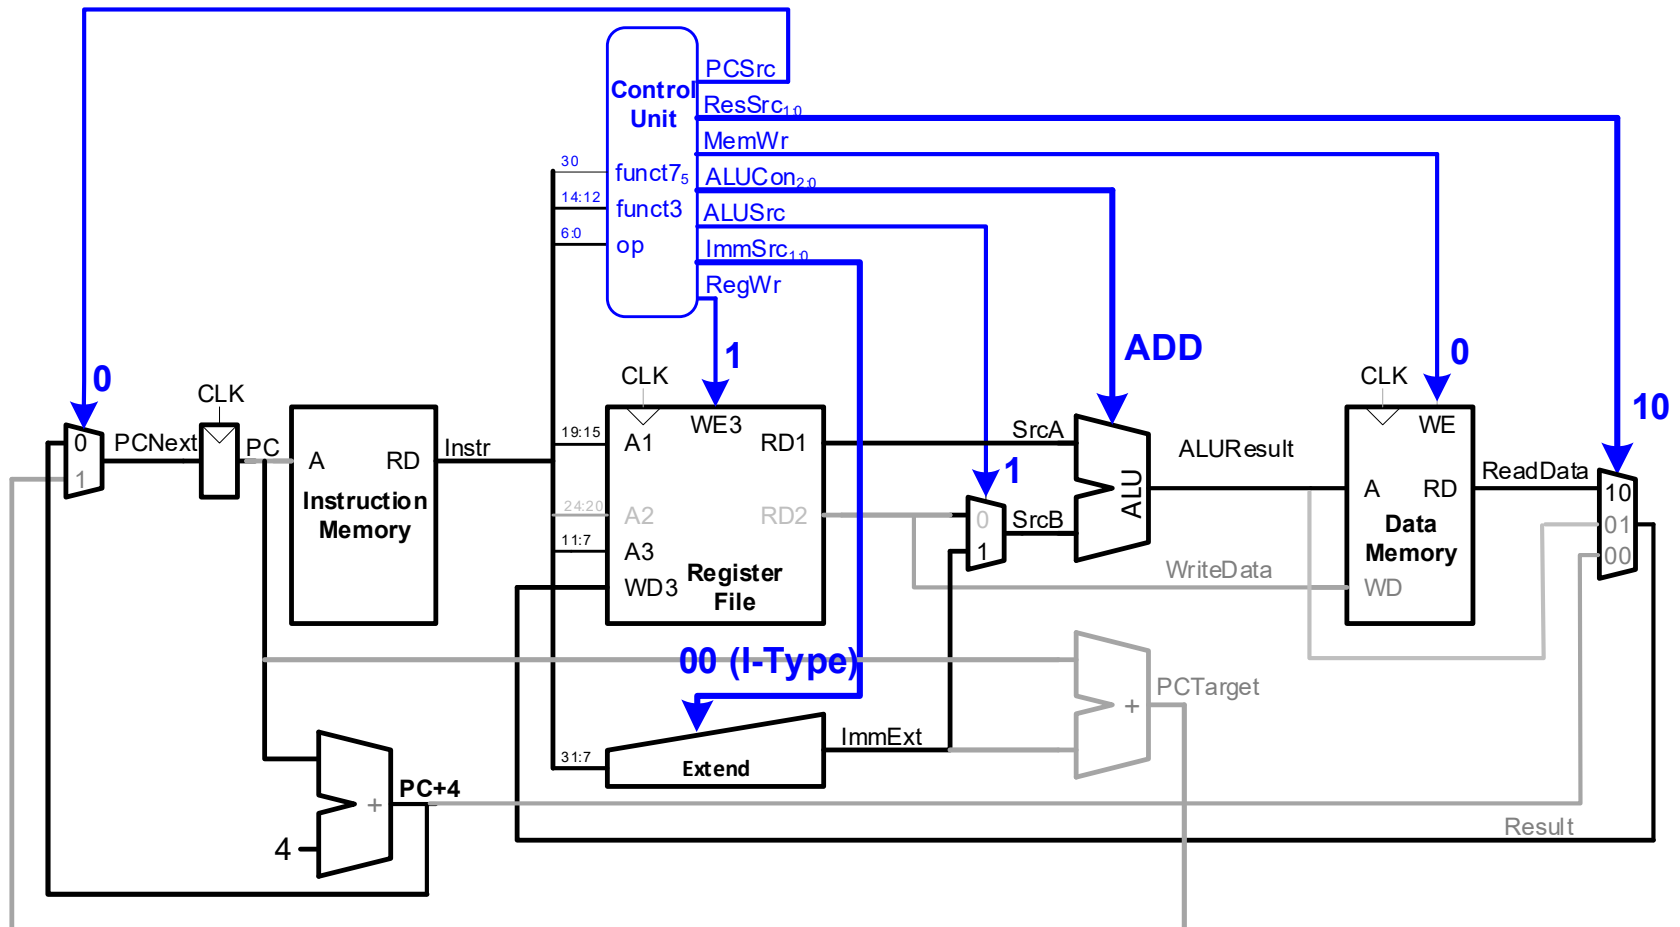 PCSrc
Control
Unit
ResSrc1:0
MemWr
30
funct75
ALUCon2:0
14:12
funct3
ALUSrc
6:0
op
ImmSrc1:0
RegWr
0
1
ADD
0
10
CLK
CLK
CLK
0
1
PCNext
PC
A
RD
Instruction
Memory
Instr
19:15
A1
WE3
RD1
24:20
A2
RD2
11:7
A3
WD3
Register
File
SrcA
1
0
1
SrcB
ALU
ALUResult
WE
A
RD
Data
Memory
WD
ReadData
10
01
00
WriteData
00 (I-Type)
PCTarget
+
31:7
Extend
ImmExt
PC+4
+
4
Result